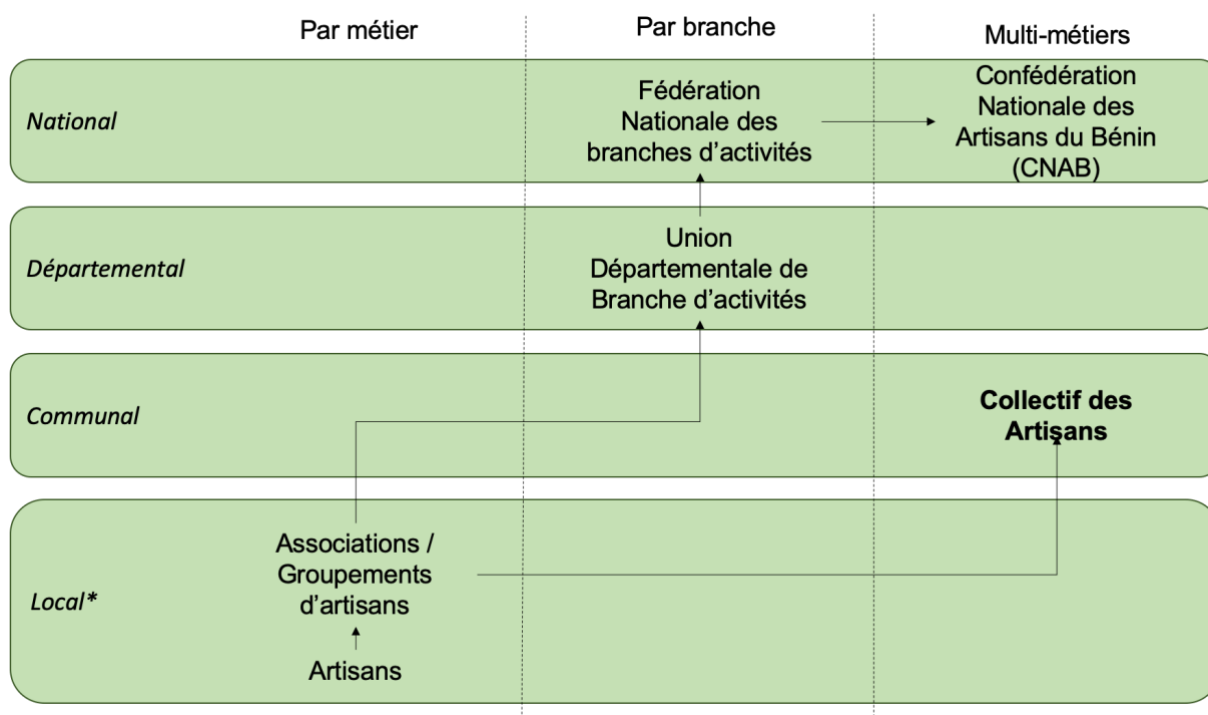 Par métier
Par branche
Multi-métiers
National
Fédération
Nationale des
branches d’activités
Confédération
Nationale des
Artisans du Bénin
(CNAB)
Départemental
Union
Départementale de
Branche d’activités
Communal
Collectif des
Artisans
Local*
Associations /
Groupements
d’artisans
Artisans